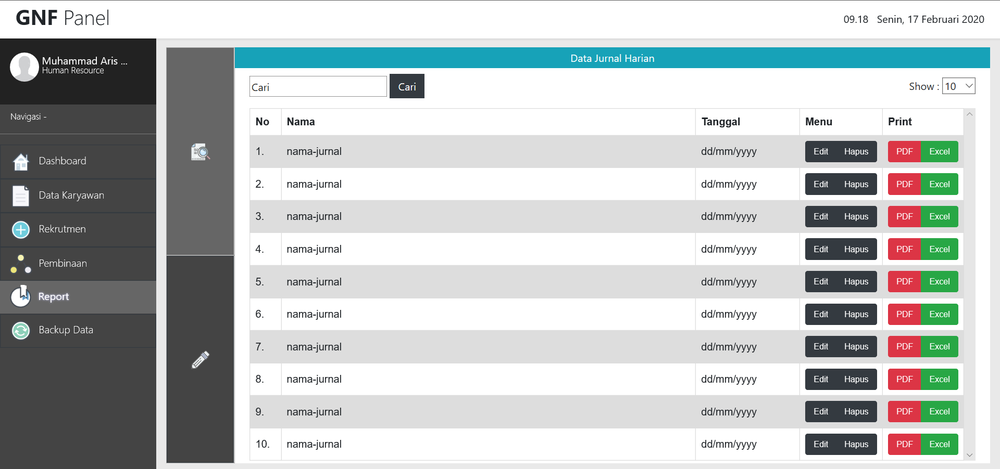 GNF Panel
09.18 Senin, 17 Februari 2020
Muhammad Aris ...
Human Resource
Navigasi -
Dashboard
Data Karyawan
Rekrutmen
Pembinaan
Report
Backup Data
Data Jurnal Harian
Cari Cari Show : 10
No Nama Tanggal Menu Print
1. nama-jurnal dd/mm/yyyy Edit Hapus PDF Excel
2. nama-jurnal dd/mm/yyyy Edit Hapus PDF Excel
3. nama-jurnal dd/mm/yyyy Edit Hapus PDF Excel
4. nama-jurnal dd/mm/yyyy Edit Hapus PDF Excel
5. nama-jurnal dd/mm/yyyy Edit Hapus PDF Excel
6. nama-jurnal dd/mm/yyyy Edit Hapus PDF Excel
7. nama-jurnal dd/mm/yyyy Edit Hapus PDF Excel
8. nama-jurnal dd/mm/yyyy Edit Hapus PDF Excel
9. nama-jurnal dd/mm/yyyy Edit Hapus PDF Excel
10. nama-jurnal dd/mm/yyyy Edit Hapus PDF Excel